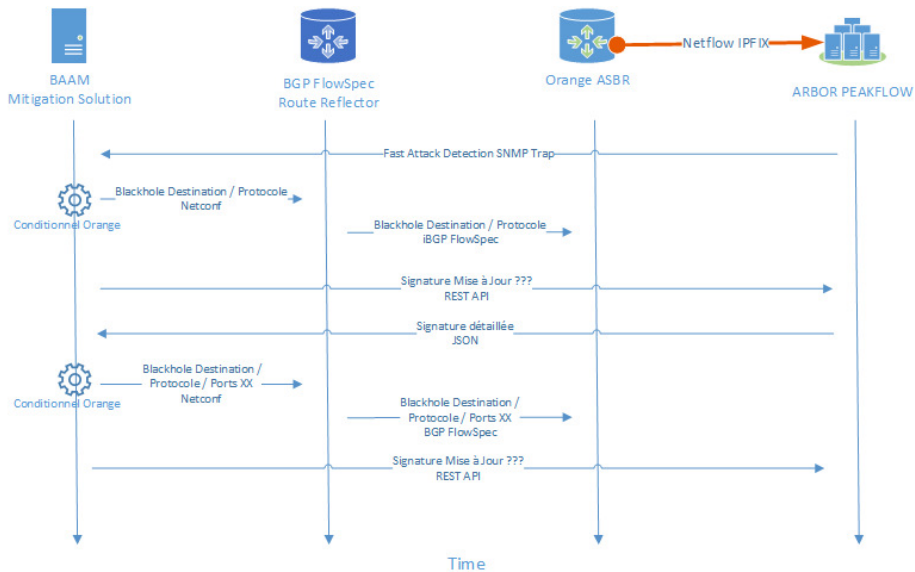 BAAM
Mitigation Solution
BGP FlowSpec
Route Reflector
Orange ASBR
Netflow IPFIX
ARBOR PEAKFLOW
Fast Attack Detection SNMP Trap
Blackhole Destination / Protocole
Netconf
Conditionnel Orange
Blackhole Destination / Protocole
iBGP FlowSpec
Signature Mise à Jour ???
REST API
Signature détaillée
JSON
Blackhole Destination /
Protocole / Ports XX
Netconf
Conditionnel Orange
Blackhole Destination /
Protocole / Ports XX
BGP FlowSpec
Signature Mise à Jour ???
REST API
Time